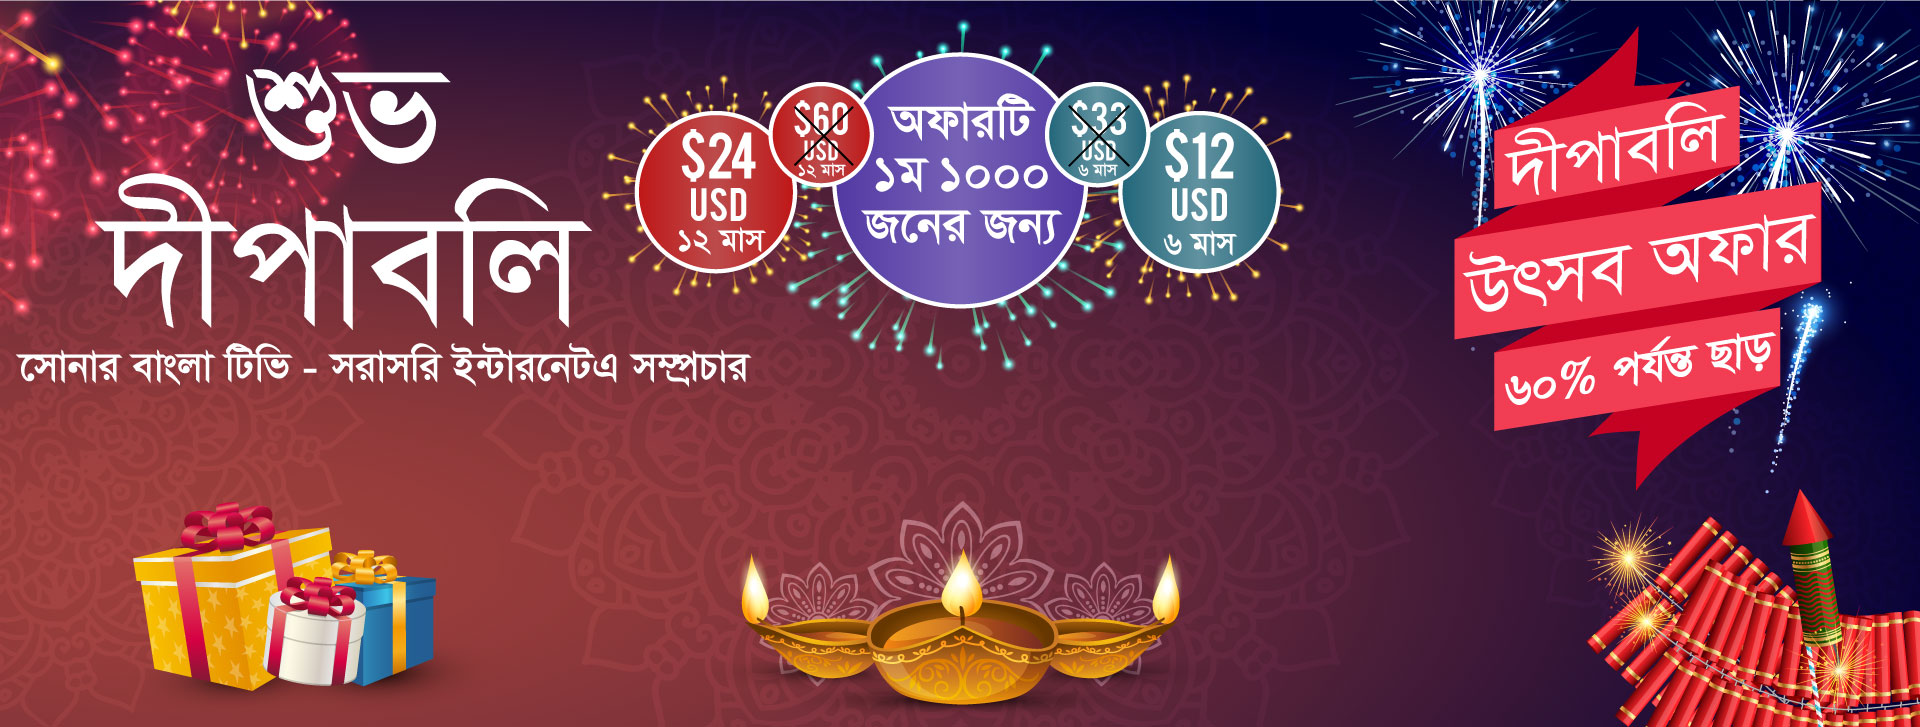 শুভ
দীপাবলি
সোনার বাংলা টিভি - সরাসরি ইন্টারনেটএ সম্প্রচার
$24
USD
১২ মাস
$60
USD
১২ মাস
অফারটি
১ম ১০০০
জনের জন্য
$33
USD
৬ মাস
$12
USD
৬ মাস
দীপাবলি
উৎসব অফার
৬০% পর্যন্ত ছাড়